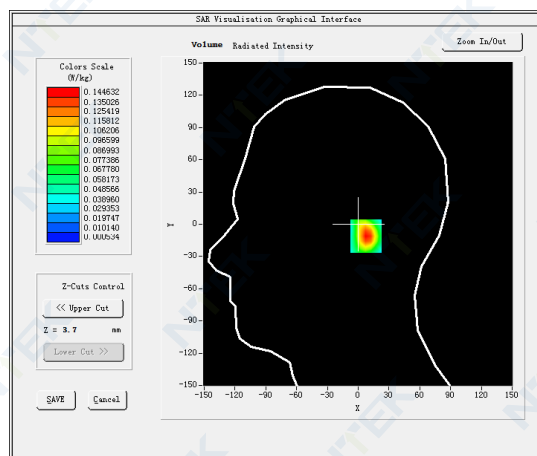 SAR Visualisation Graphical Interface
Volume Radiated Intensity
Zoom In/Out
Colors Scale
(W/kg)
0.144632
0.135026
0.125419
0.115812
0.106206
0.096599
0.086993
0.077386
0.067780
0.058173
0.048566
0.038960
0.029353
0.019747
0.010140
0.000534
Z-Cuts Control
<< Upper Cut
Z = 3.7 mm
Lower Cut >>
SAVE
Cancel
150
120
90
60
30
0
-30
-60
-90
-120
-150
Y
-150 -120 -90 -60 -30 0 30 60 90 120 150
X
NTEK